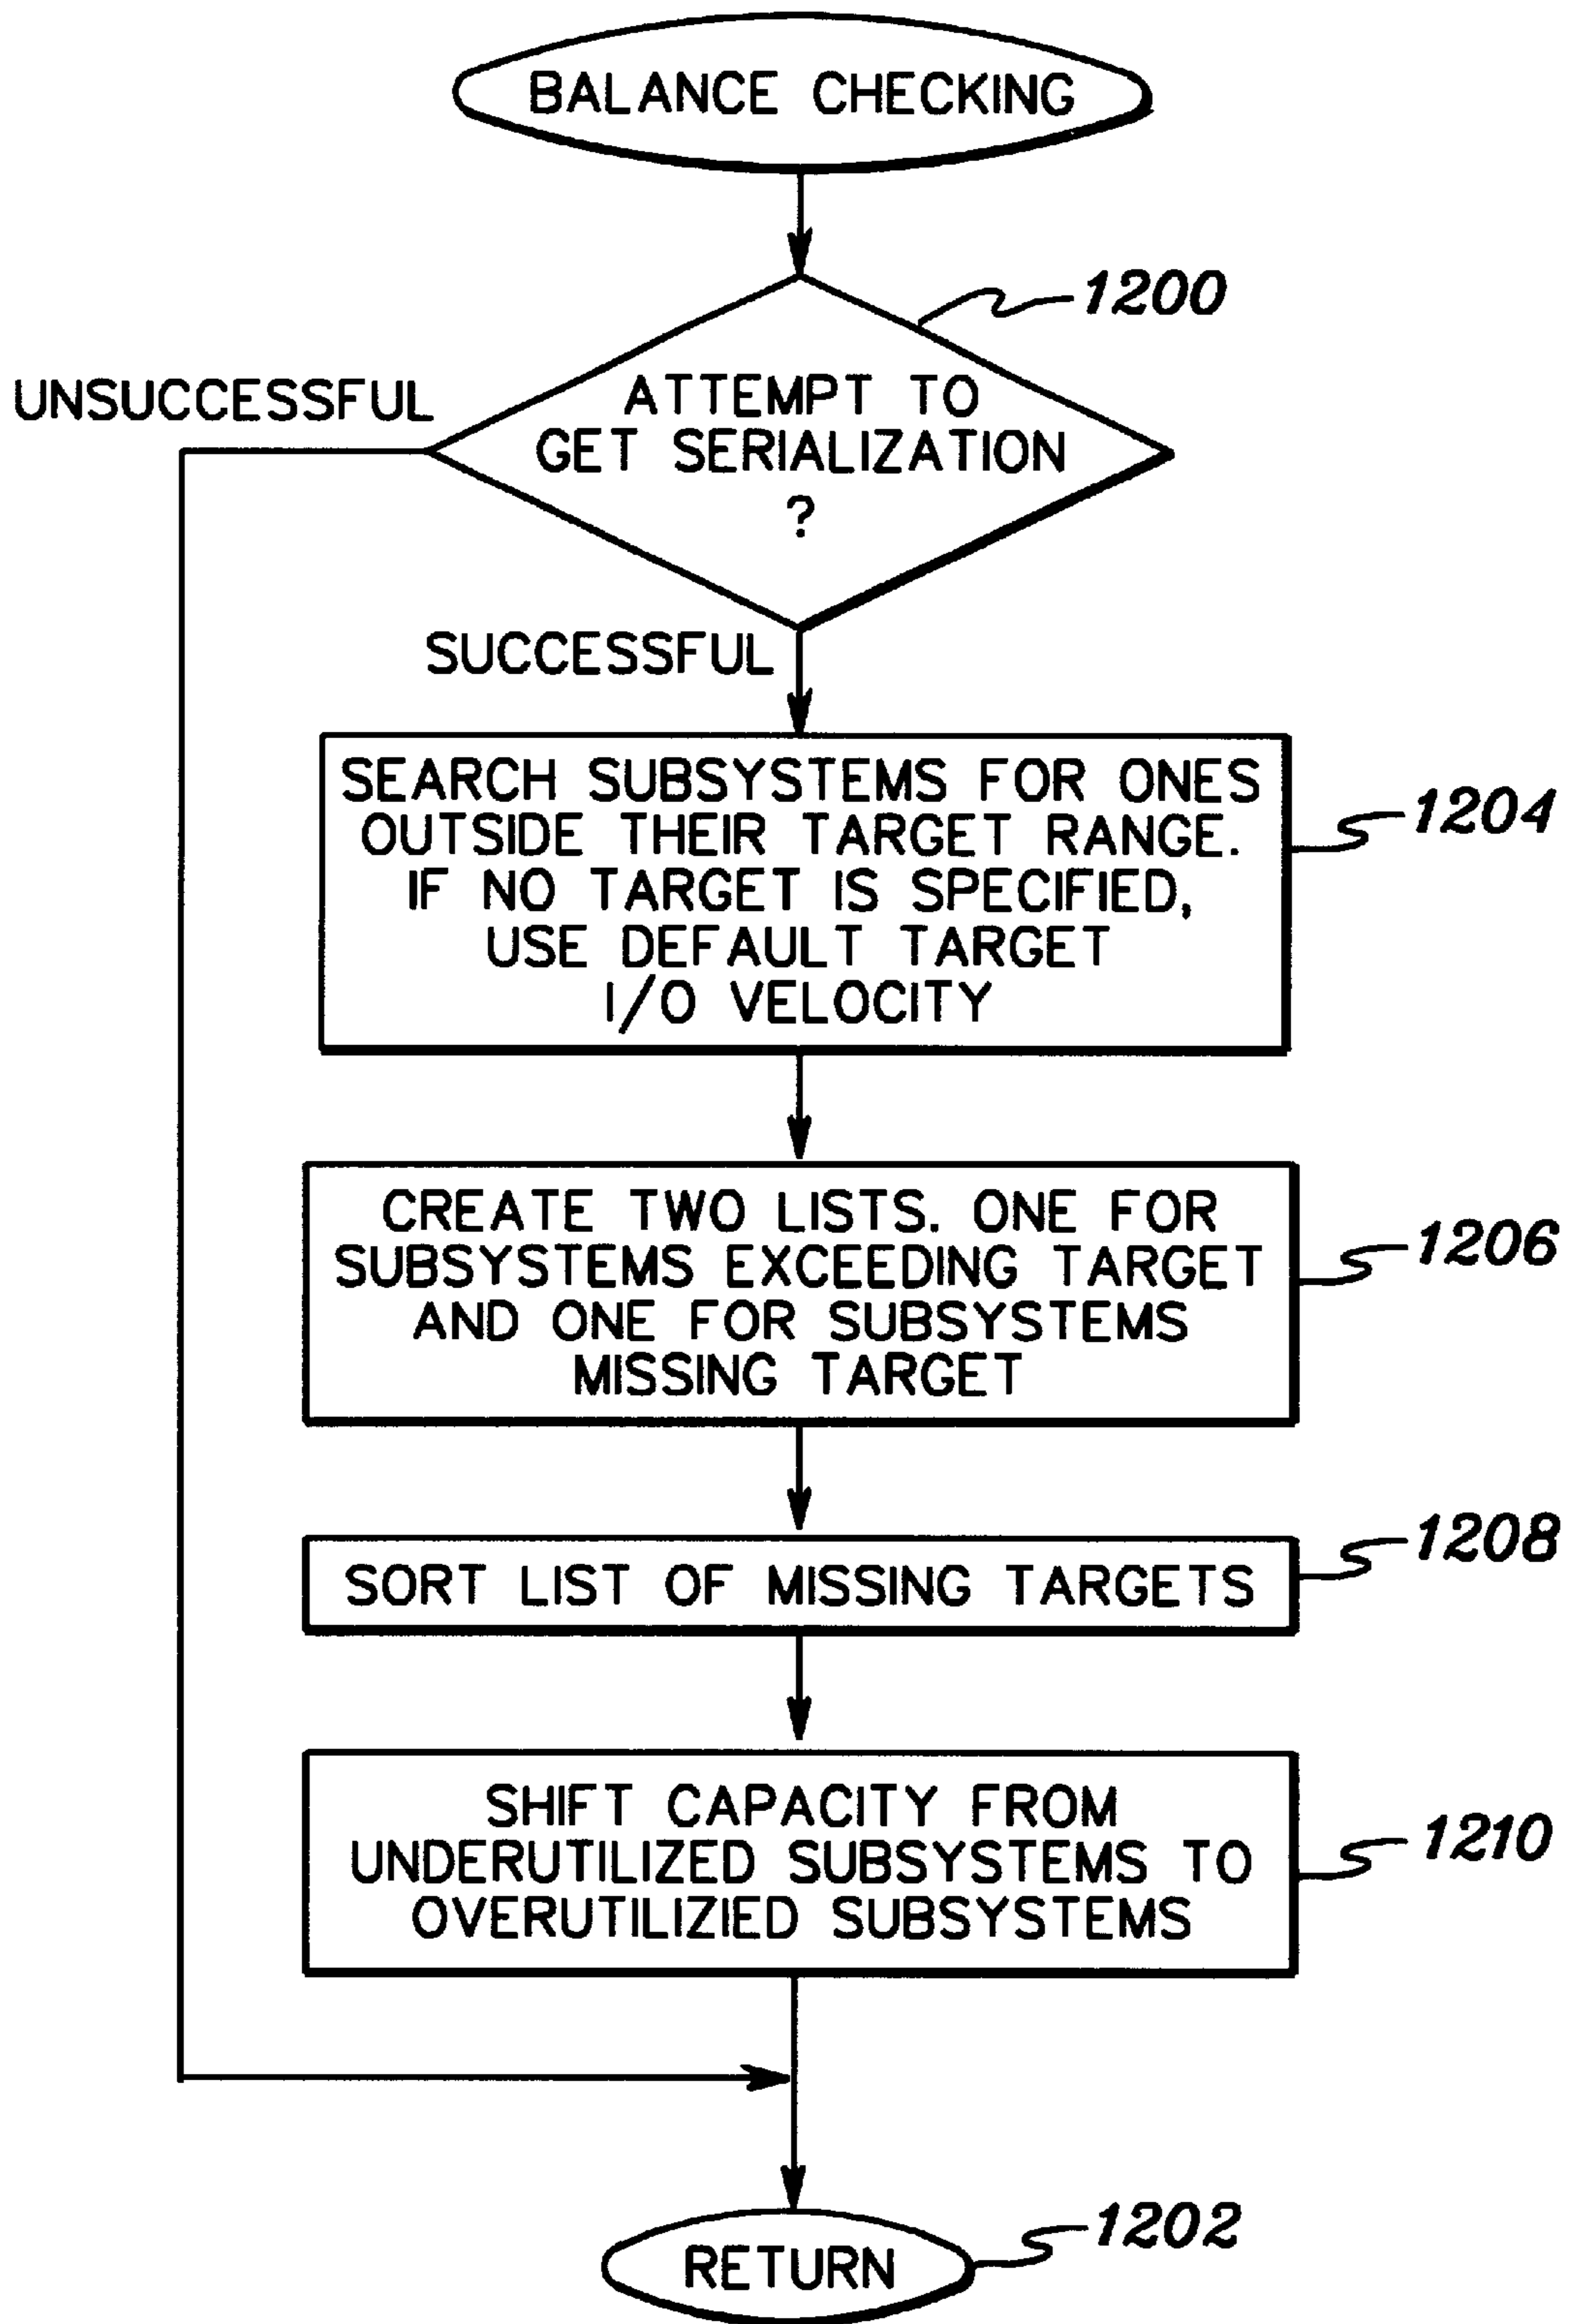 BALANCE CHECKING
1200
UNSUCCESSFUL
ATTEMPT TO
GET SERIALIZATION
?
SUCCESSFUL
SEARCH SUBSYSTEMS FOR ONES
OUTSIDE THEIR TARGET RANGE.
IF NO TARGET IS SPECIFIED,
USE DEFAULT TARGET
I/O VELOCITY
1204
CREATE TWO LISTS. ONE FOR
SUBSYSTEMS EXCEEDING TARGET
AND ONE FOR SUBSYSTEMS
MISSING TARGET
1206
SORT LIST OF MISSING TARGETS
1208
SHIFT CAPACITY FROM
UNDERUTILIZED SUBSYSTEMS TO
OVERUTILIZIED SUBSYSTEMS
1210
RETURN
1202